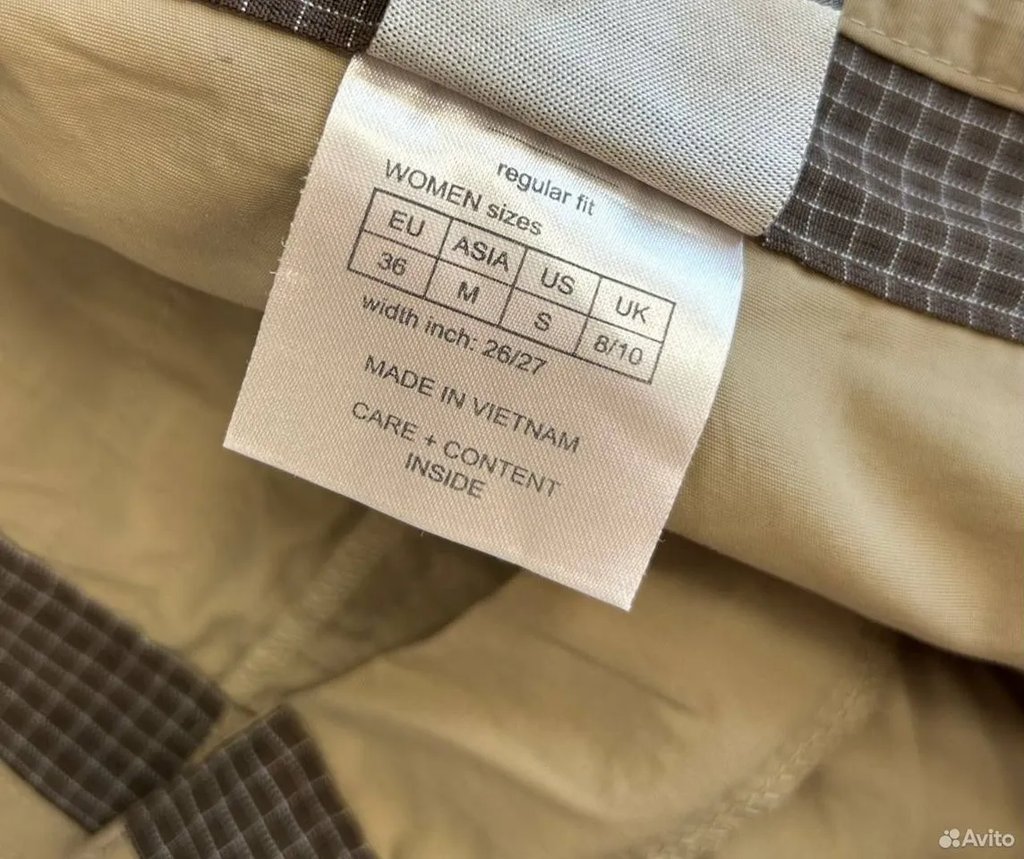 regular fit
WOMEN sizes
EU ASIA US UK
36 M S 8/10
width inch: 26/27
MADE IN VIETNAM
CARE + CONTENT
INSIDE
Avito